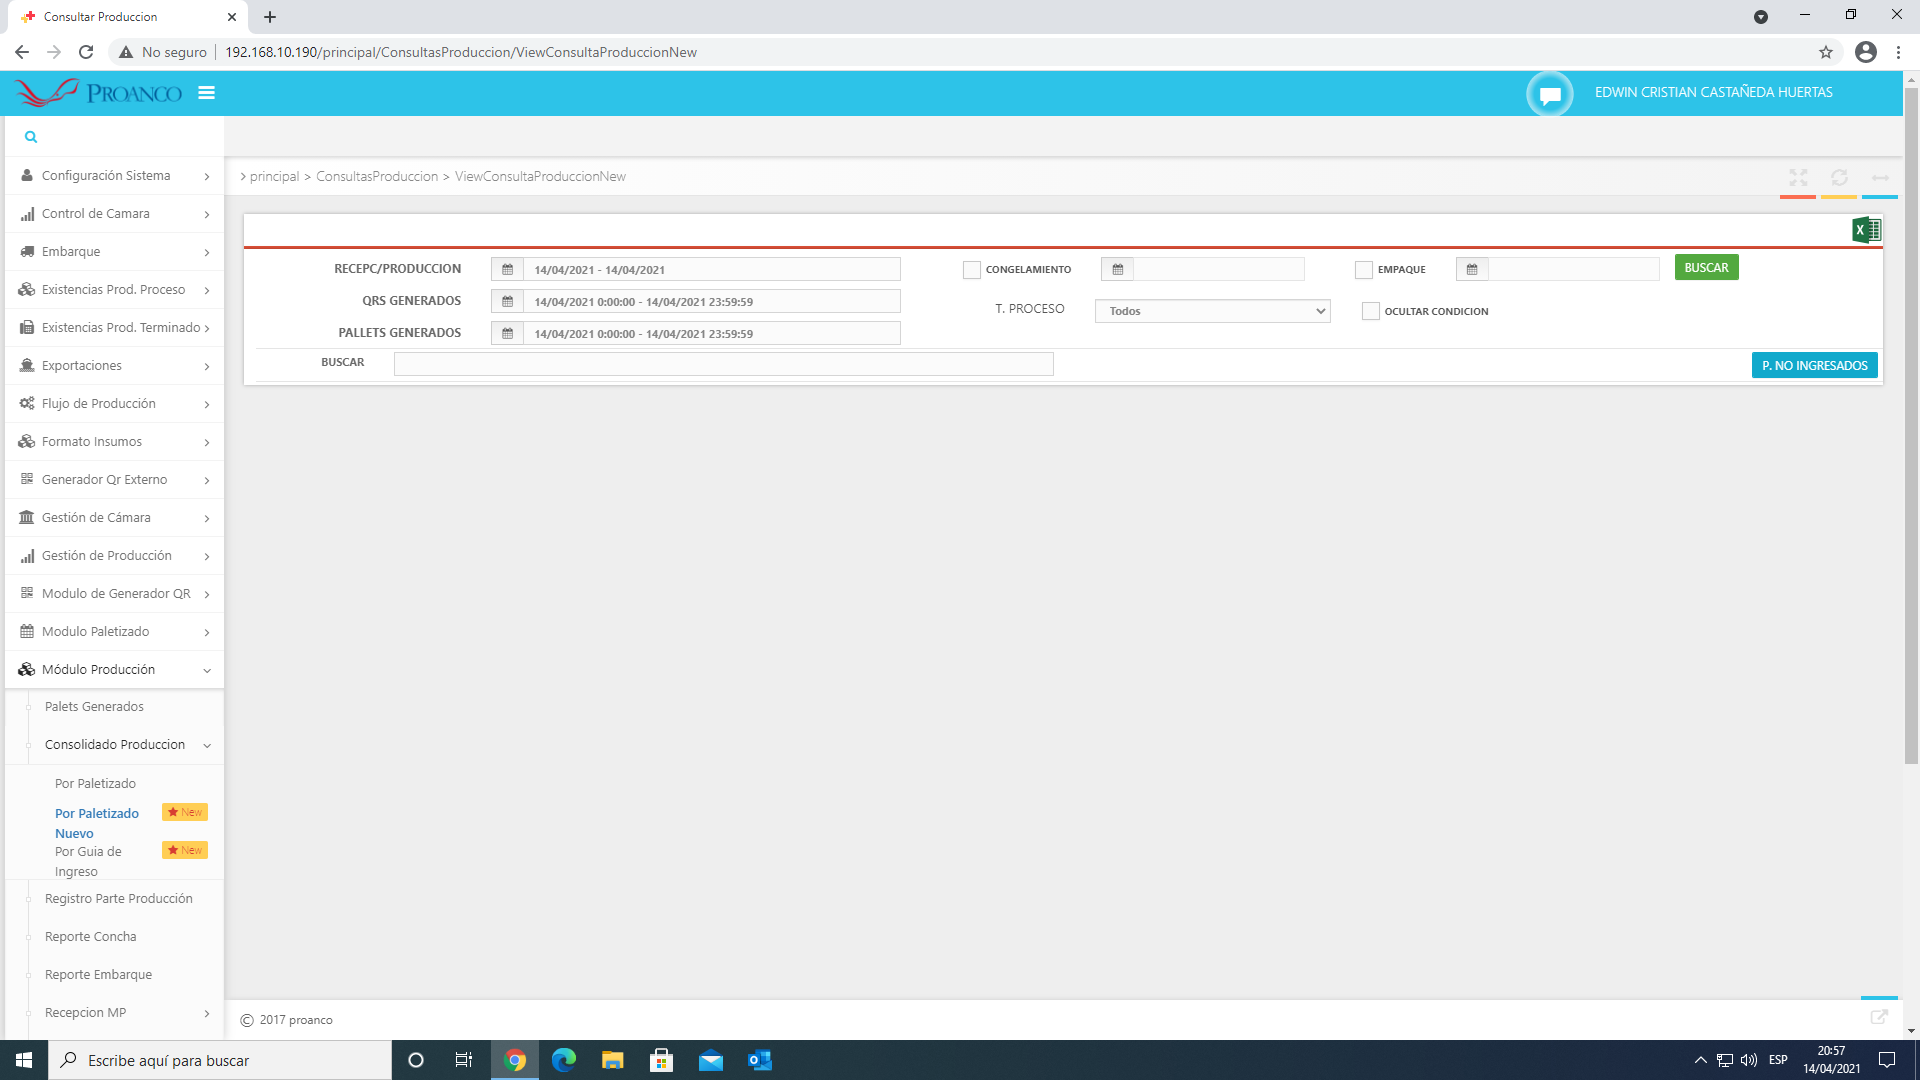 Consultar Produccion
No seguro
192.168.10.190/principal/ConsultasProduccion/ViewConsultaProduccionNew
PROANCO
EDWIN CRISTIAN CASTAÑEDA HUERTAS
Configuración Sistema
Control de Camara
Embarque
Existencias Prod. Proceso
Existencias Prod. Terminado
Exportaciones
Flujo de Producción
Formato Insumos
Generador Qr Externo
Gestión de Cámara
Gestión de Producción
Modulo de Generador QR
Modulo Paletizado
Módulo Producción
Palets Generados
Consolidado Produccion
Por Paletizado
Por Paletizado Nuevo
New
Por Guia de Ingreso
New
Registro Parte Producción
Reporte Concha
Reporte Embarque
Recepcion MP
> principal > ConsultasProduccion > ViewConsultaProduccionNew
RECEPC/PRODUCCION
14/04/2021 - 14/04/2021
CONGELAMIENTO
EMPAQUE
BUSCAR
QRS GENERADOS
14/04/2021 0:00:00 - 14/04/2021 23:59:59
T. PROCESO
Todos
OCULTAR CONDICION
PALLETS GENERADOS
14/04/2021 0:00:00 - 14/04/2021 23:59:59
BUSCAR
P. NO INGRESADOS
© 2017 proanco
Escribe aquí para buscar
ESP
20:57
14/04/2021